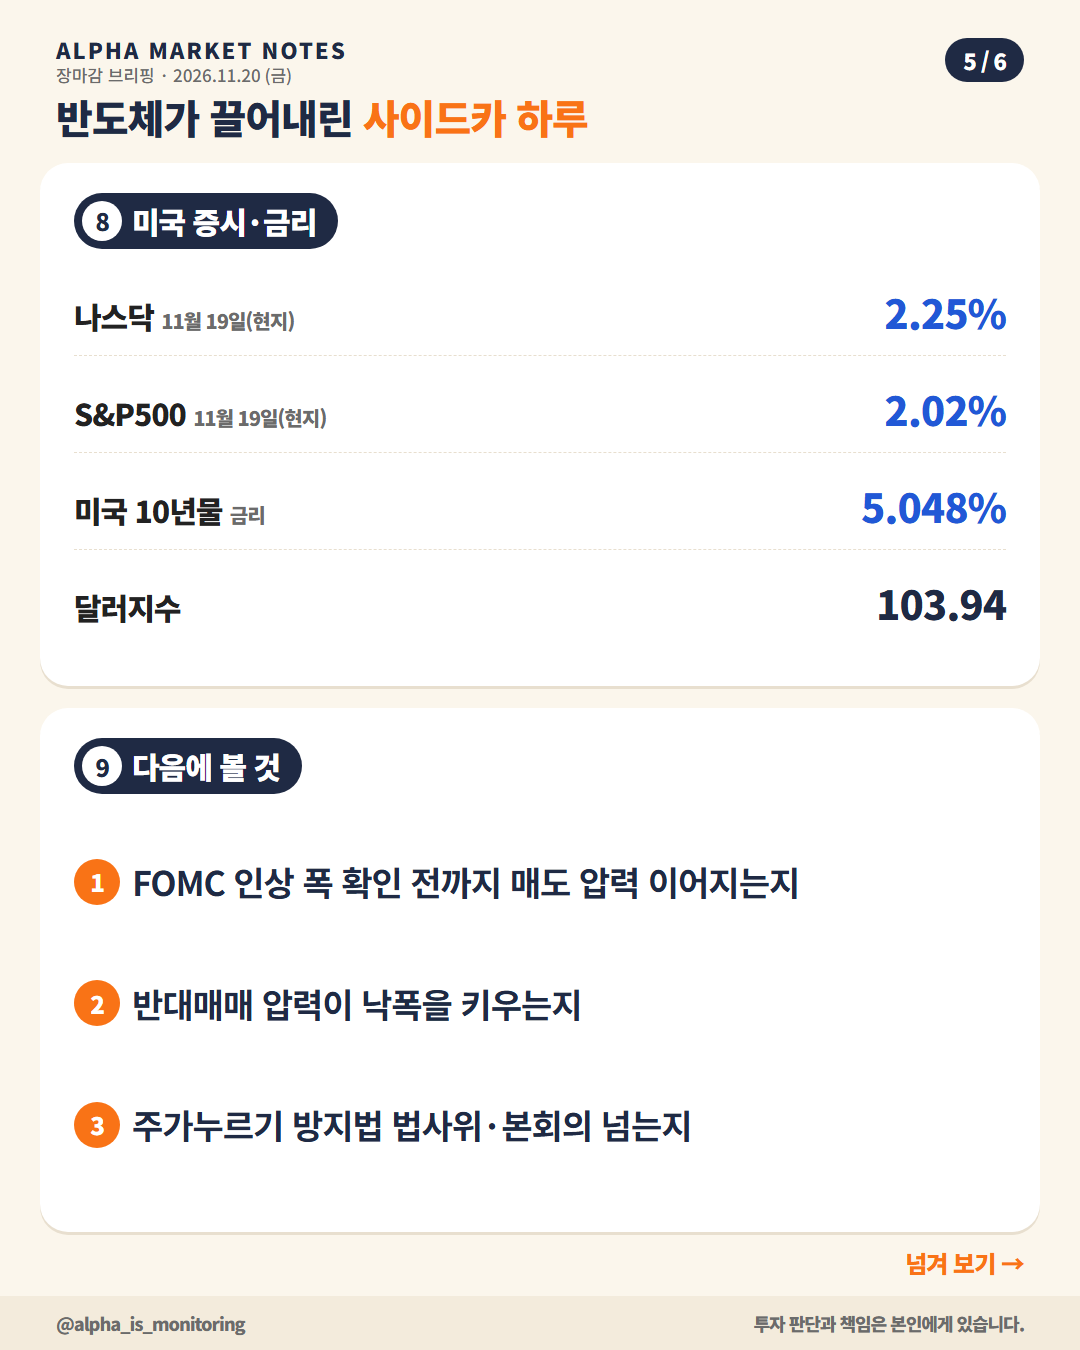 ALPHA MARKET NOTES
장마감 브리핑 · 2026.11.20 (금)
5 / 6
반도체가 끌어내린 사이드카 하루
8 미국 증시·금리
나스닥 11월 19일(현지) 2.25%
S&P500 11월 19일(현지) 2.02%
미국 10년물 금리 5.048%
달러지수 103.94
9 다음에 볼 것
1 FOMC 인상 폭 확인 전까지 매도 압력 이어지는지
2 반대매매 압력이 낙폭을 키우는지
3 주가누르기 방지법 법사위·본회의 넘는지
넘겨 보기 →
@alpha_is_monitoring
투자 판단과 책임은 본인에게 있습니다.